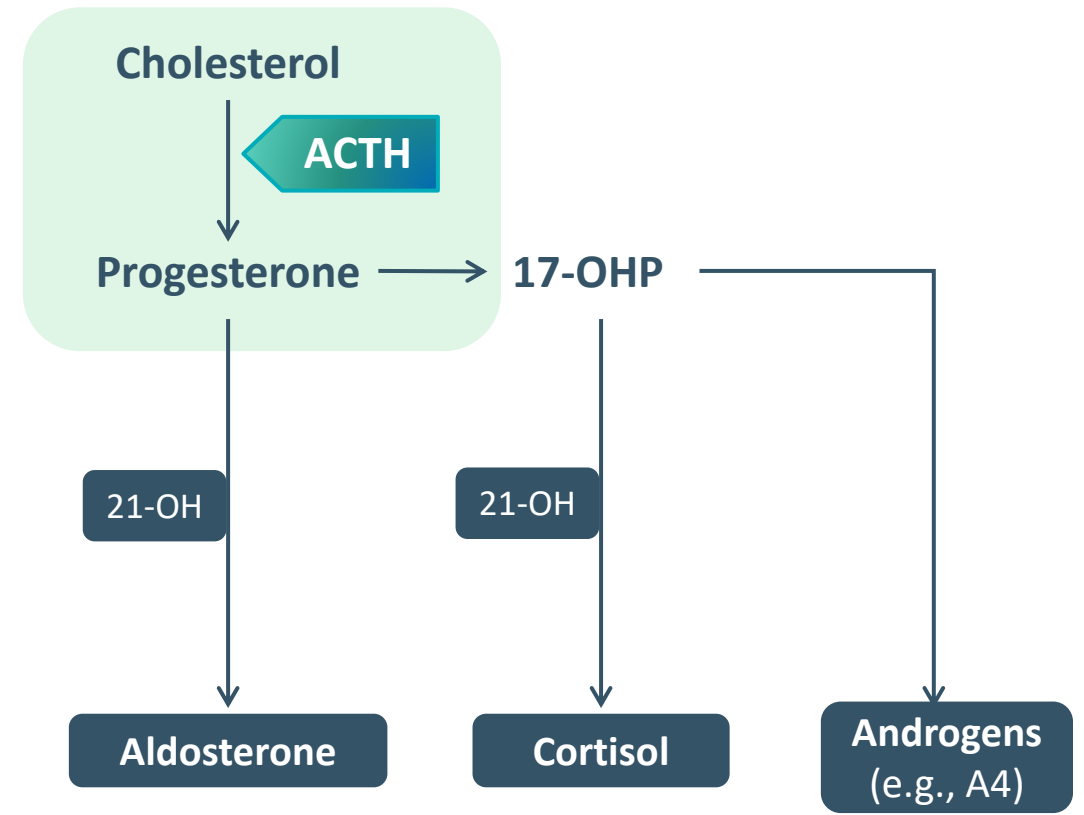 Cholesterol
ACTH
Progesterone
17-OHP
21-OH
21-OH
Aldosterone
Cortisol
Androgens
(e.g., A4)